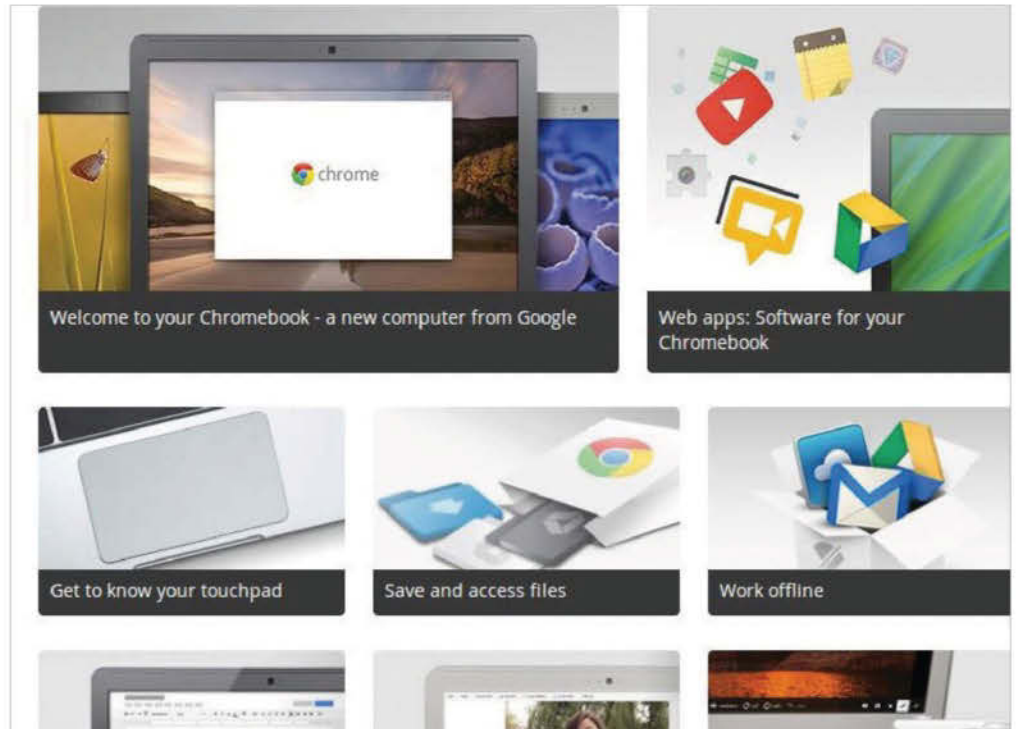 chrome
Welcome to your Chromebook - a new computer from Google
Web apps: Software for your
Chromebook
Get to know your touchpad
Save and access files
Work offline